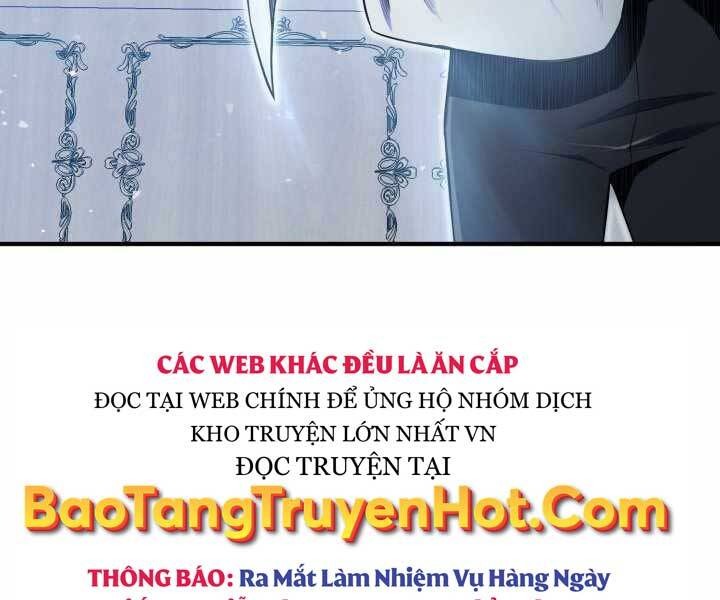 CÁC WEB KHÁC ĐỀU LÀ ĂN CẮP
ĐỌC TẠI WEB CHÍNH ĐỂ ỦNG HỘ NHÓM DỊCH
KHO TRUYỆN LỚN NHẤT VN
ĐỌC TRUYỆN TẠI
BaoTangTruyenHot.Com
THÔNG BÁO: Ra Mắt Làm Nhiệm Vụ Hàng Ngày